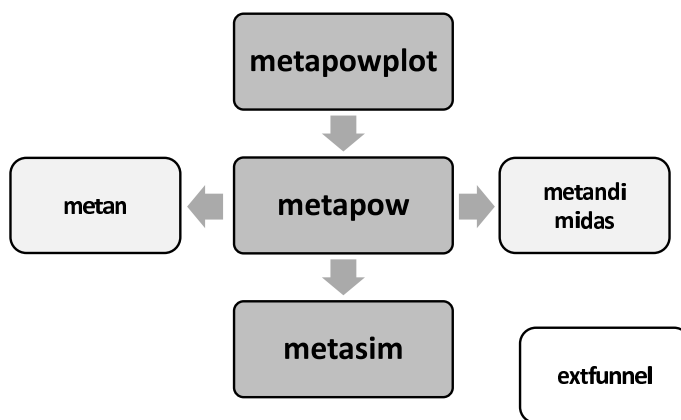 metapowplot
metan
metapow
metandi
midas
metasim
extfunnel